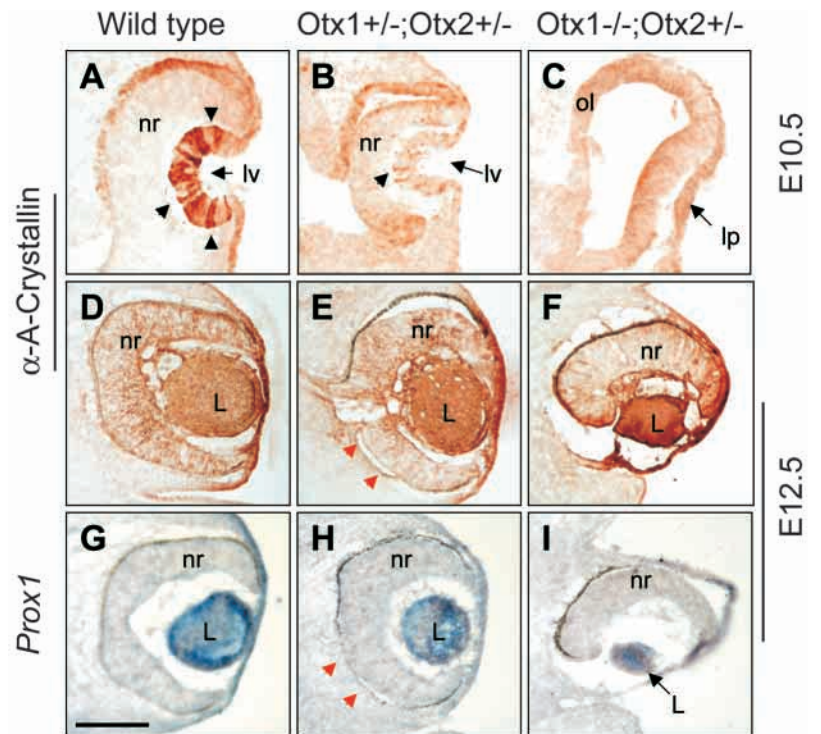 Wild type Otx1+/-;Otx2+/- Otx1-/-;Otx2+/-
A B C
nr nr ol
lv lv lp
E10.5
α-A-Crystallin
D E F
nr nr nr
L L L
E12.5
Prox1
G H I
nr nr nr
L L L